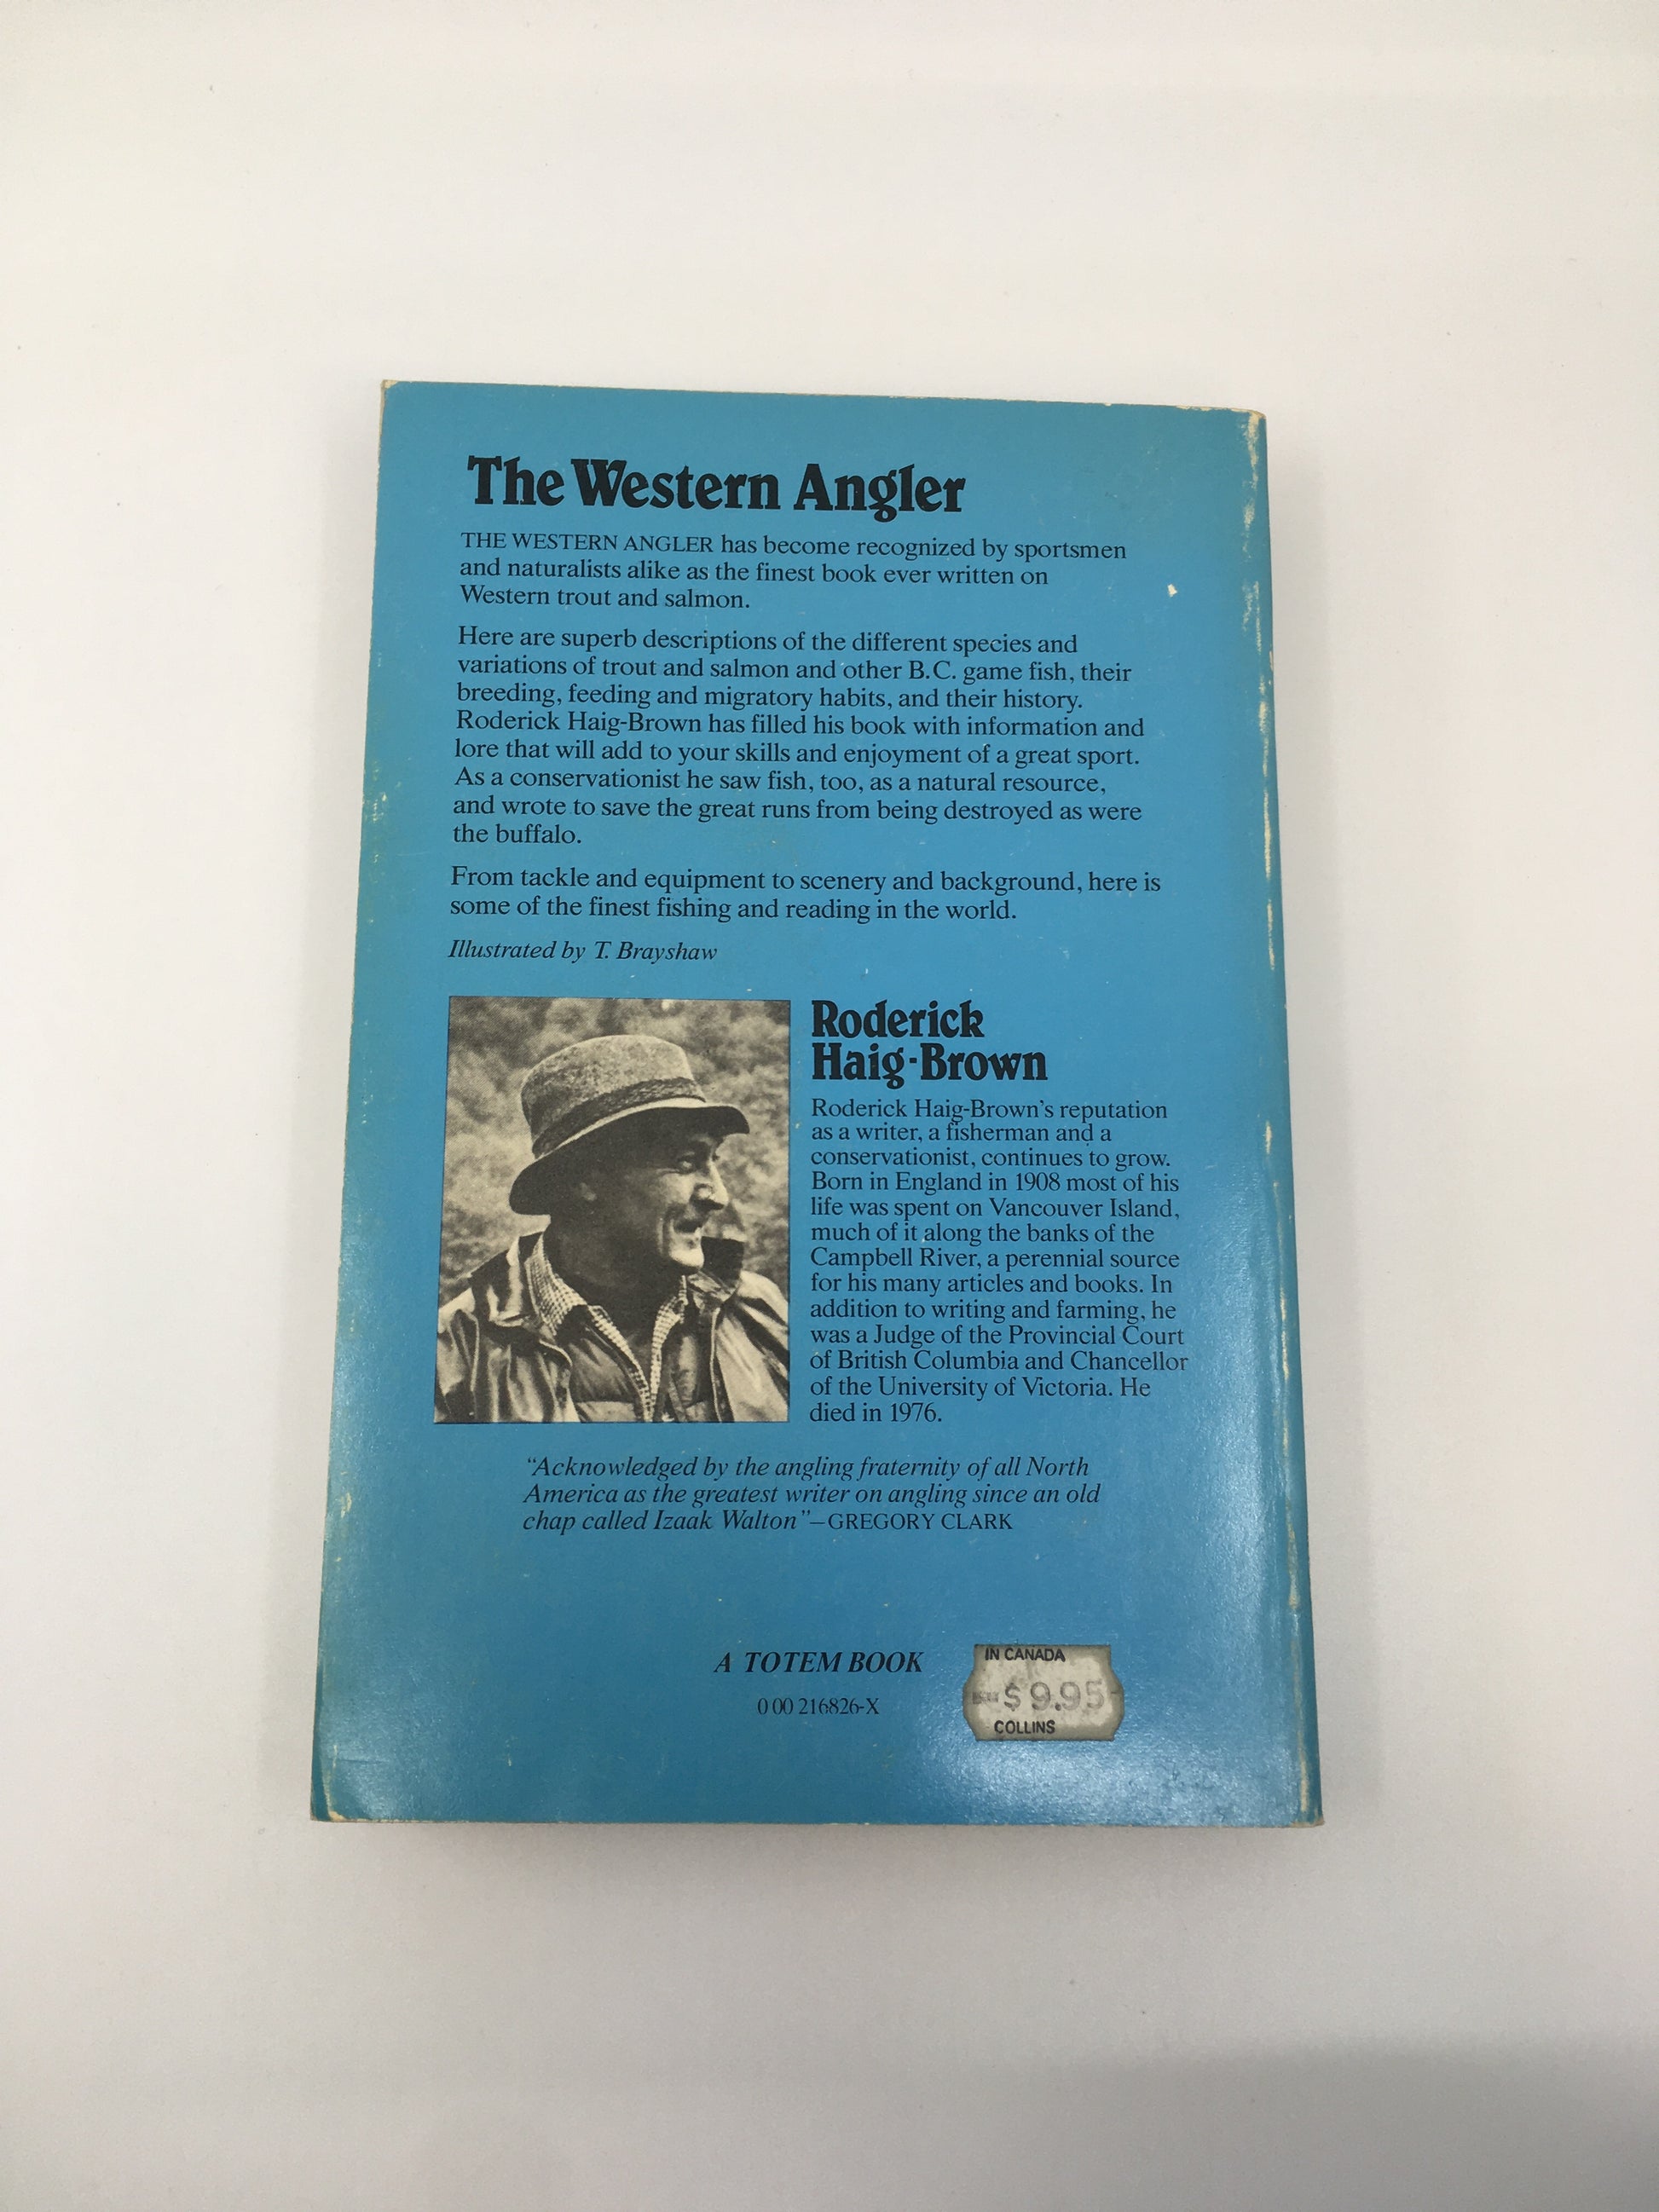 The Western Angler
THE WESTERN ANGLER has become recognized by sportsmen
and naturalists alike as the finest book ever written on
Western trout and salmon.
Here are superb descriptions of the different species and
variations of trout and salmon and other B.C. game fish, their
breeding, feeding and migratory habits, and their history.
Roderick Haig-Brown has filled his book with information and
lore that will add to your skills and enjoyment of a great sport.
As a conservationist he saw fish, too, as a natural resource,
and wrote to save the great runs from being destroyed as were
the buffalo.
From tackle and equipment to scenery and background, here is
some of the finest fishing and reading in the world.
Illustrated by T. Brayshaw
Roderick
Haig-Brown
Roderick Haig-Brown's reputation
as a writer, a fisherman and a
conservationist, continues to grow.
Born in England in 1908 most of his
life was spent on Vancouver Island,
much of it along the banks of the
Campbell River, a perennial source
for his many articles and books. In
addition to writing and farming, he
was a Judge of the Provincial Court
of British Columbia and Chancellor
of the University of Victoria. He
died in 1976.
"Acknowledged by the angling fraternity of all North
America as the greatest writer on angling since an old
chap called Izaak Walton"—GREGORY CLARK
A TOTEM BOOK
0 00 216826-X
IN CANADA
$9.95
COLLINS